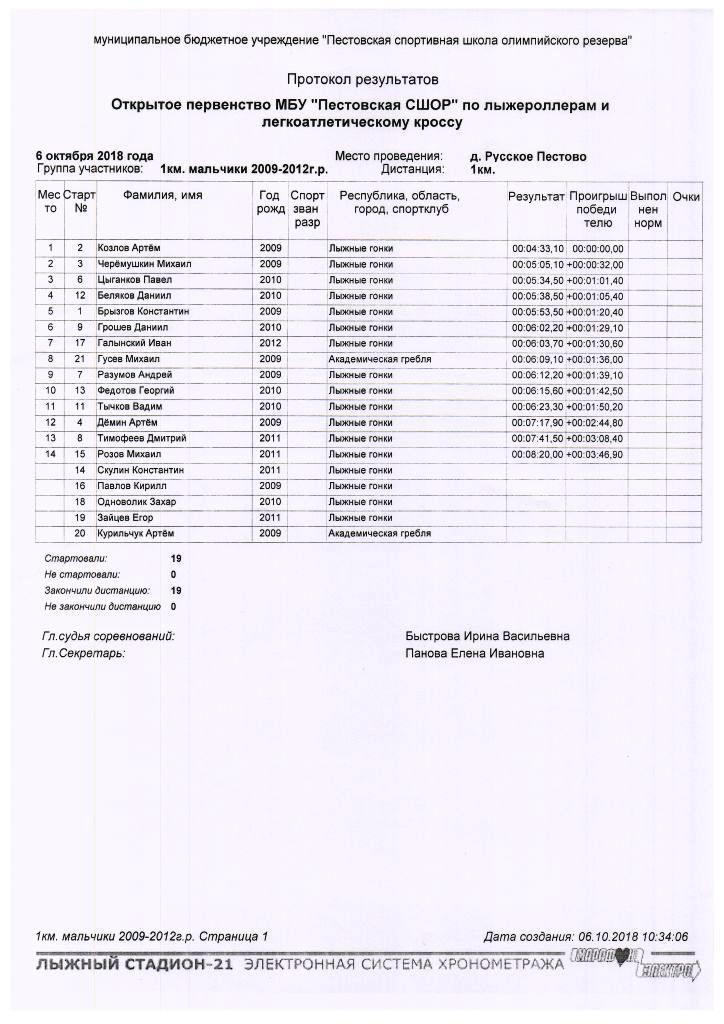 муниципальное бюджетное учреждение "Пестовская спортивная школа олимпийского резерва"
Протокол результатов
Открытое первенство МБУ "Пестовская СШОР" по лыжероллерам и
легкоатлетическому кроссу
6 октября 2018 года Место проведения: д. Русское Пестово
Группа участников: 1км. мальчики 2009-2012г.р. Дистанция: 1км.
Мес то Старт № Фамилия, имя Год рожд Спорт зван разр Республика, область, город, спортклуб Результат Проигрыш победи телю Выпол нен норм Очки
1 2 Козлов Артём 2009 Лыжные гонки 00:04:33,10 00:00:00,00
2 3 Черёмушкин Михаил 2009 Лыжные гонки 00:05:05,10 +00:00:32,00
3 6 Цыганков Павел 2010 Лыжные гонки 00:05:34,50 +00:01:01,40
4 12 Беляков Даниил 2010 Лыжные гонки 00:05:38,50 +00:01:05,40
5 1 Брызгов Константин 2009 Лыжные гонки 00:05:53,50 +00:01:20,40
6 9 Грошев Даниил 2010 Лыжные гонки 00:06:02,20 +00:01:29,10
7 17 Галынский Иван 2012 Лыжные гонки 00:06:03,70 +00:01:30,60
8 21 Гусев Михаил 2009 Академическая гребля 00:06:09,10 +00:01:36,00
9 7 Разумов Андрей 2009 Лыжные гонки 00:06:12,20 +00:01:39,10
10 13 Федотов Георгий 2010 Лыжные гонки 00:06:15,60 +00:01:42,50
11 11 Тычков Вадим 2010 Лыжные гонки 00:06:23,30 +00:01:50,20
12 4 Дёмин Артём 2009 Лыжные гонки 00:07:17,90 +00:02:44,80
13 8 Тимофеев Дмитрий 2011 Лыжные гонки 00:07:41,50 +00:03:08,40
14 15 Розов Михаил 2011 Лыжные гонки 00:08:20,00 +00:03:46,90
14 Скулин Константин 2011 Лыжные гонки
16 Павлов Кирилл 2009 Лыжные гонки
18 Одноволик Захар 2010 Лыжные гонки
19 Зайцев Егор 2011 Лыжные гонки
20 Курильчук Артём 2009 Академическая гребля
Стартовали: 19
Не стартовали: 0
Закончили дистанцию: 19
Не закончили дистанцию 0
Гл.судья соревнований: Быстрова Ирина Васильевна
Гл.Секретарь: Панова Елена Ивановна
1км. мальчики 2009-2012г.р. Страница 1 Дата создания: 06.10.2018 10:34:06
ЛЫЖНЫЙ СТАДИОН-21 ЭЛЕКТРОННАЯ СИСТЕМА ХРОНОМЕТРАЖА
МАРАФОН
ЭЛЕКТРО